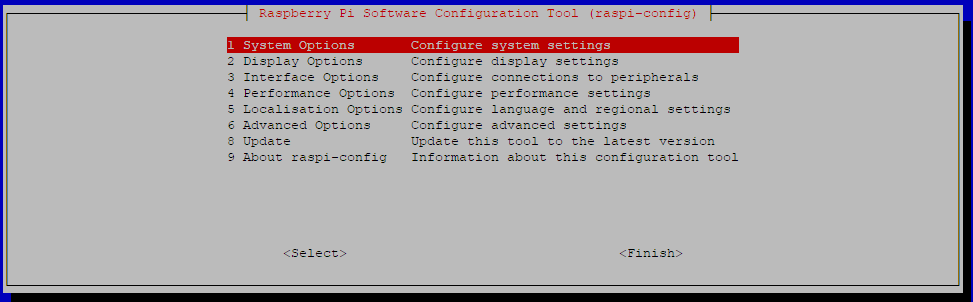 Raspberry Pi Software Configuration Tool (raspi-config)
1 System Options Configure system settings
2 Display Options Configure display settings
3 Interface Options Configure connections to peripherals
4 Performance Options Configure performance settings
5 Localisation Options Configure language and regional settings
6 Advanced Options Configure advanced settings
8 Update Update this tool to the latest version
9 About raspi-config Information about this configuration tool
<Select> <Finish>